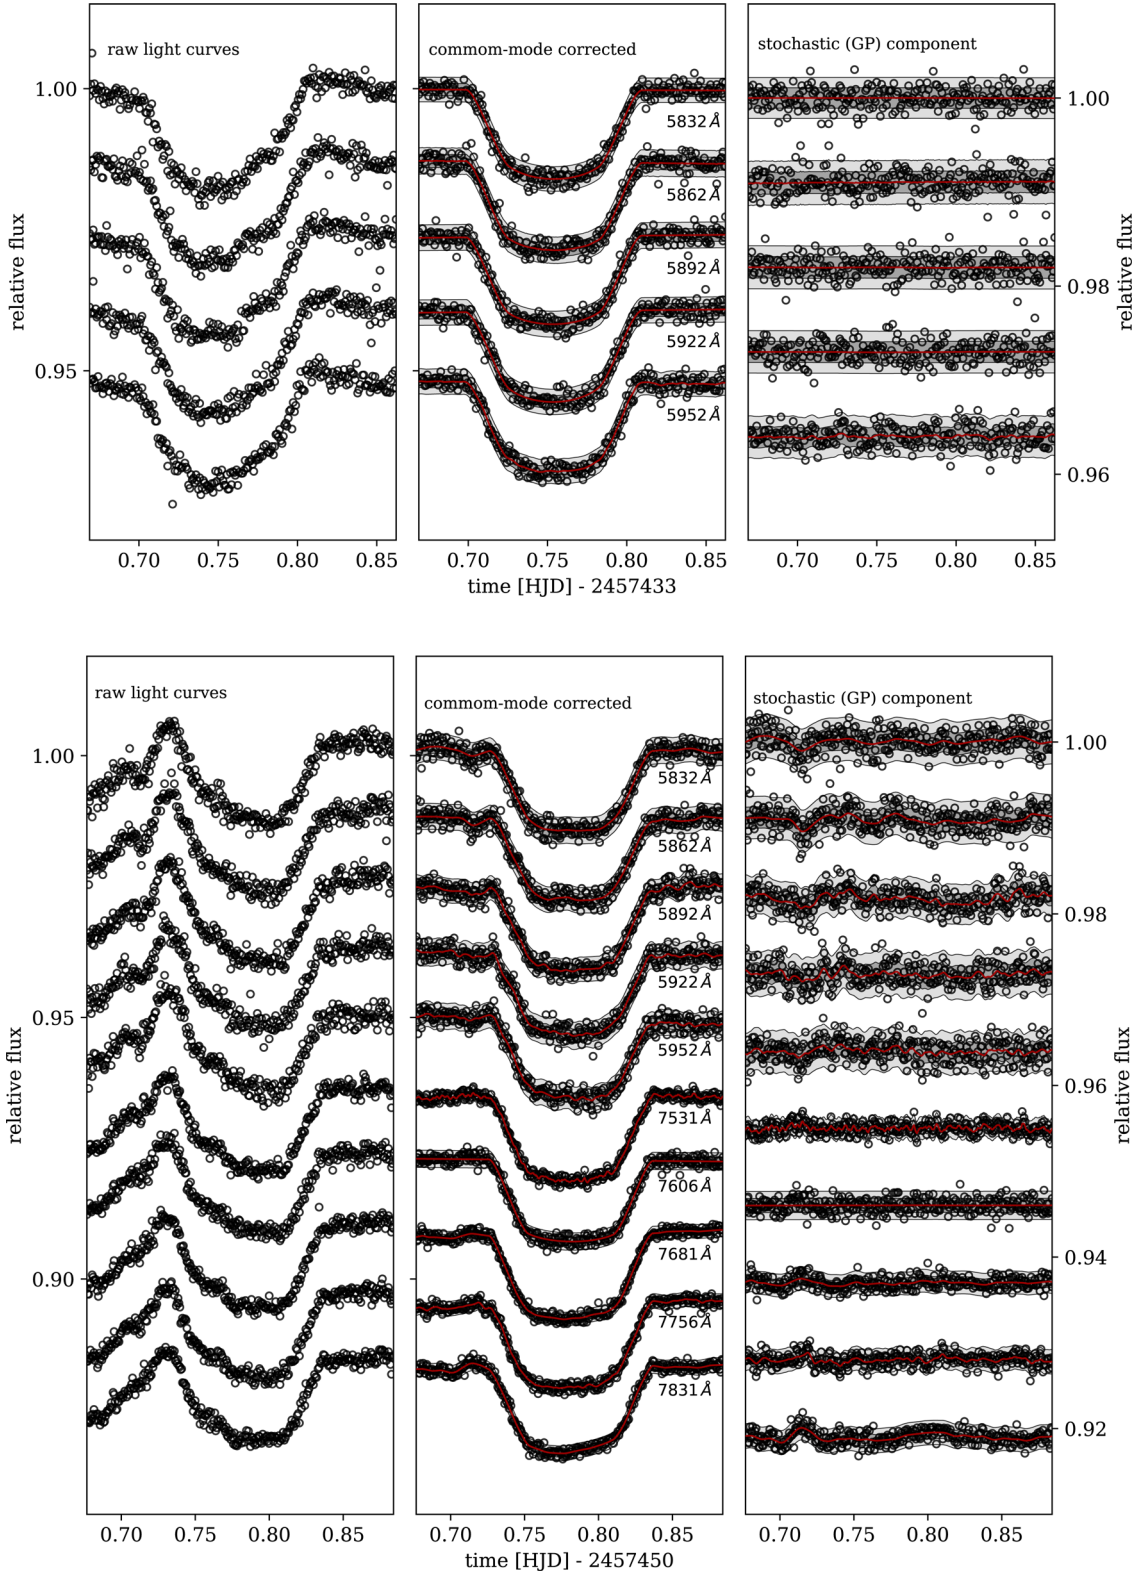 raw light curves
commom-mode corrected
stochastic (GP) component
1.00
0.95
relative flux
5832 Å
5862 Å
5892 Å
5922 Å
5952 Å
1.00
0.98
0.96
relative flux
0.70 0.75 0.80 0.85
0.70 0.75 0.80 0.85
0.70 0.75 0.80 0.85
time [HJD] - 2457433
raw light curves
commom-mode corrected
stochastic (GP) component
1.00
0.95
0.90
relative flux
5832 Å
5862 Å
5892 Å
5922 Å
5952 Å
7531 Å
7606 Å
7681 Å
7756 Å
7831 Å
1.00
0.98
0.96
0.94
0.92
relative flux
0.70 0.75 0.80 0.85
0.70 0.75 0.80 0.85
0.70 0.75 0.80 0.85
time [HJD] - 2457450